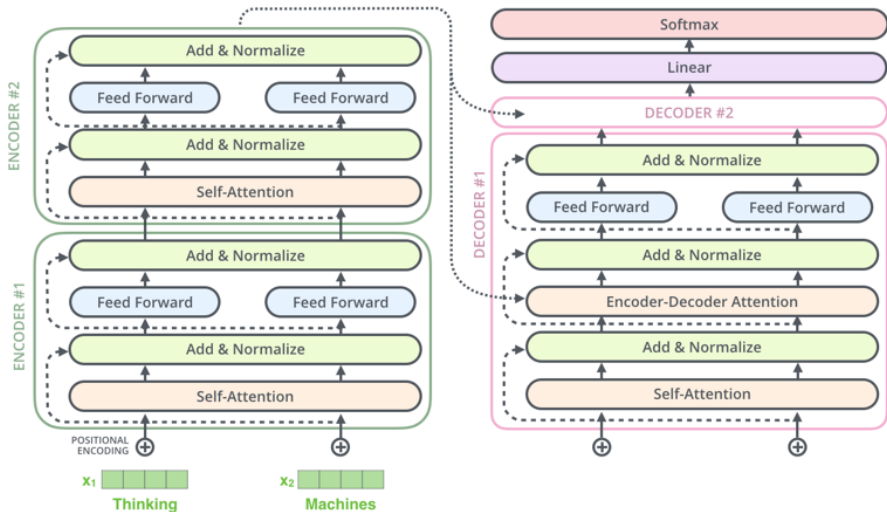 ENCODER #2
Add & Normalize
Feed Forward
Feed Forward
Add & Normalize
Self-Attention
ENCODER #1
Add & Normalize
Feed Forward
Feed Forward
Add & Normalize
Self-Attention
POSITIONAL
ENCODING
x₁
Thinking
x₂
Machines
Softmax
Linear
DECODER #2
DECODER #1
Add & Normalize
Feed Forward
Feed Forward
Add & Normalize
Encoder-Decoder Attention
Add & Normalize
Self-Attention